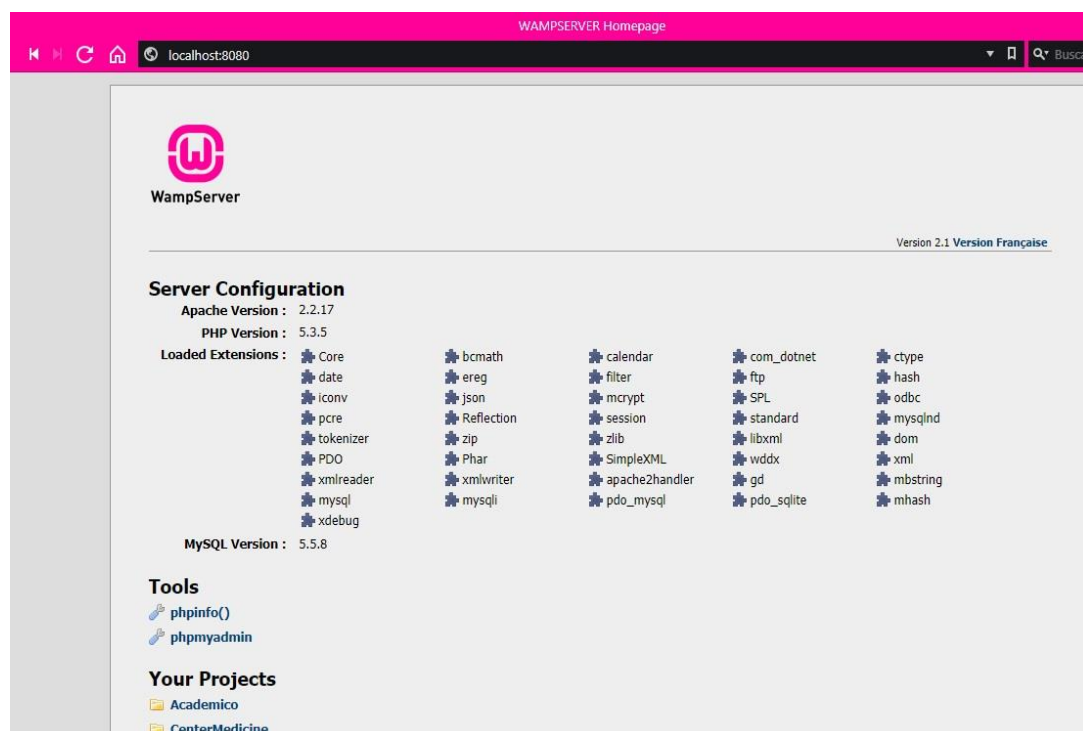 WAMPSERVER Homepage
localhost:8080
Busca
W
WampServer
Version 2.1 Version Française
Server Configuration
Apache Version : 2.2.17
PHP Version : 5.3.5
Loaded Extensions : Core bcmath calendar com_dotnet ctype
date ereg filter ftp hash
iconv json mcrypt SPL odbc
pcre Reflection session standard mysqlnd
tokenizer zip zlib libxml dom
PDO Phar SimpleXML wddx xml
xmlreader xmlwriter apache2handler gd mbstring
mysql mysqli pdo_mysql pdo_sqlite mhash
xdebug
MySQL Version : 5.5.8
Tools
phpinfo()
phpmyadmin
Your Projects
Academico
CenterMedicine